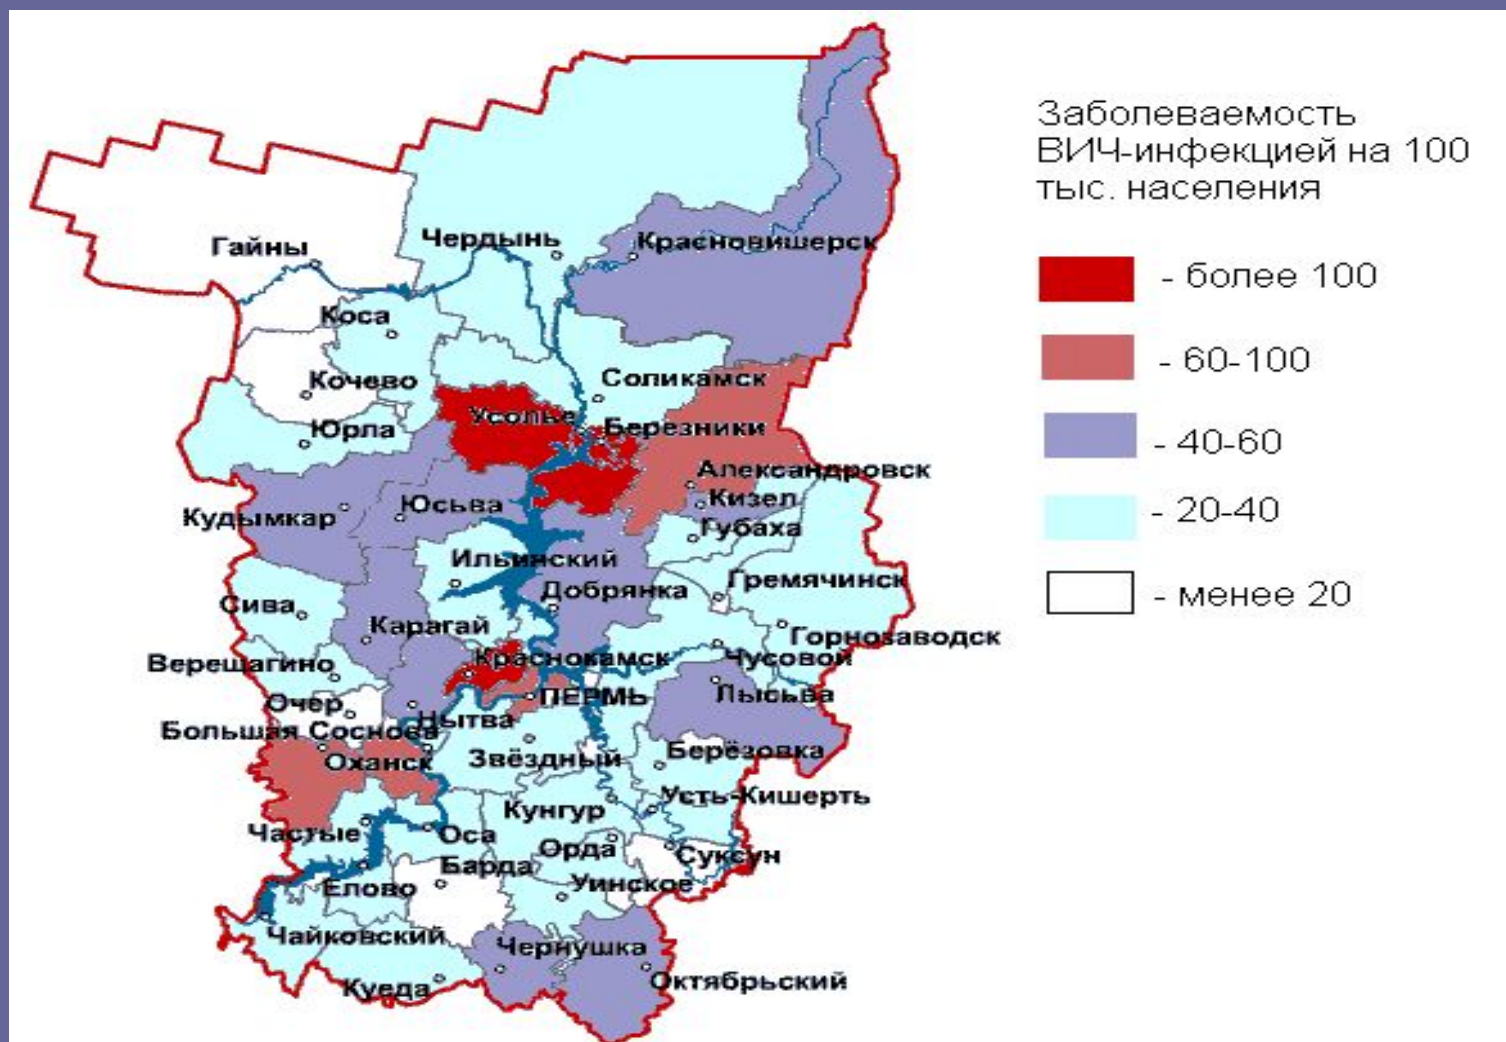 Заболеваемость
ВИЧ-инфекцией на 100
тыс. населения
- более 100
- 60-100
- 40-60
- 20-40
- менее 20
Гайны
Чердынь
Красновишерск
Коса
Кочево
Соликамск
Усолье
Березники
Юрла
Александровск
Кизел
Юсьва
Кудымкар
Губаха
Ильинский
Гремячинск
Добрянка
Сива
Карагай
Горнозаводск
Краснокамск
Чусовой
Верещагино
Лысьва
ПЕРМЬ
Очер
Нытва
Большая Соснова
Звёздный
Берёзовка
Оханск
Усть-Кишерть
Кунгур
Частые
Оса
Орда
Суксун
Барда
Елово
Уинское
Чайковский
Чернушка
Октябрьский
Куеда